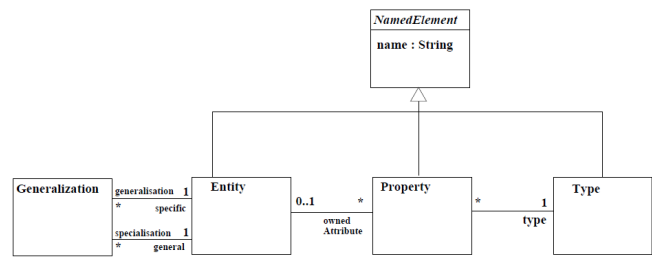 NamedElement
name : String
Generalization
generalisation 1
* specific
specialisation 1
* general
Entity
0..1 *
owned
Attribute
Property
* 1
type
Type